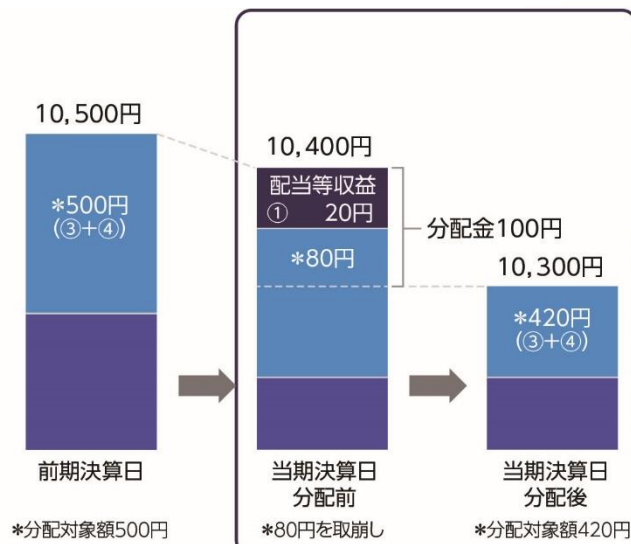 10,500円
*500円
(③+④)
前期決算日
*分配対象額500円
10,400円
配当等収益
① 20円
*80円
分配金100円
当期決算日
分配前
*80円を取崩し
10,300円
*420円
(③+④)
当期決算日
分配後
*分配対象額420円